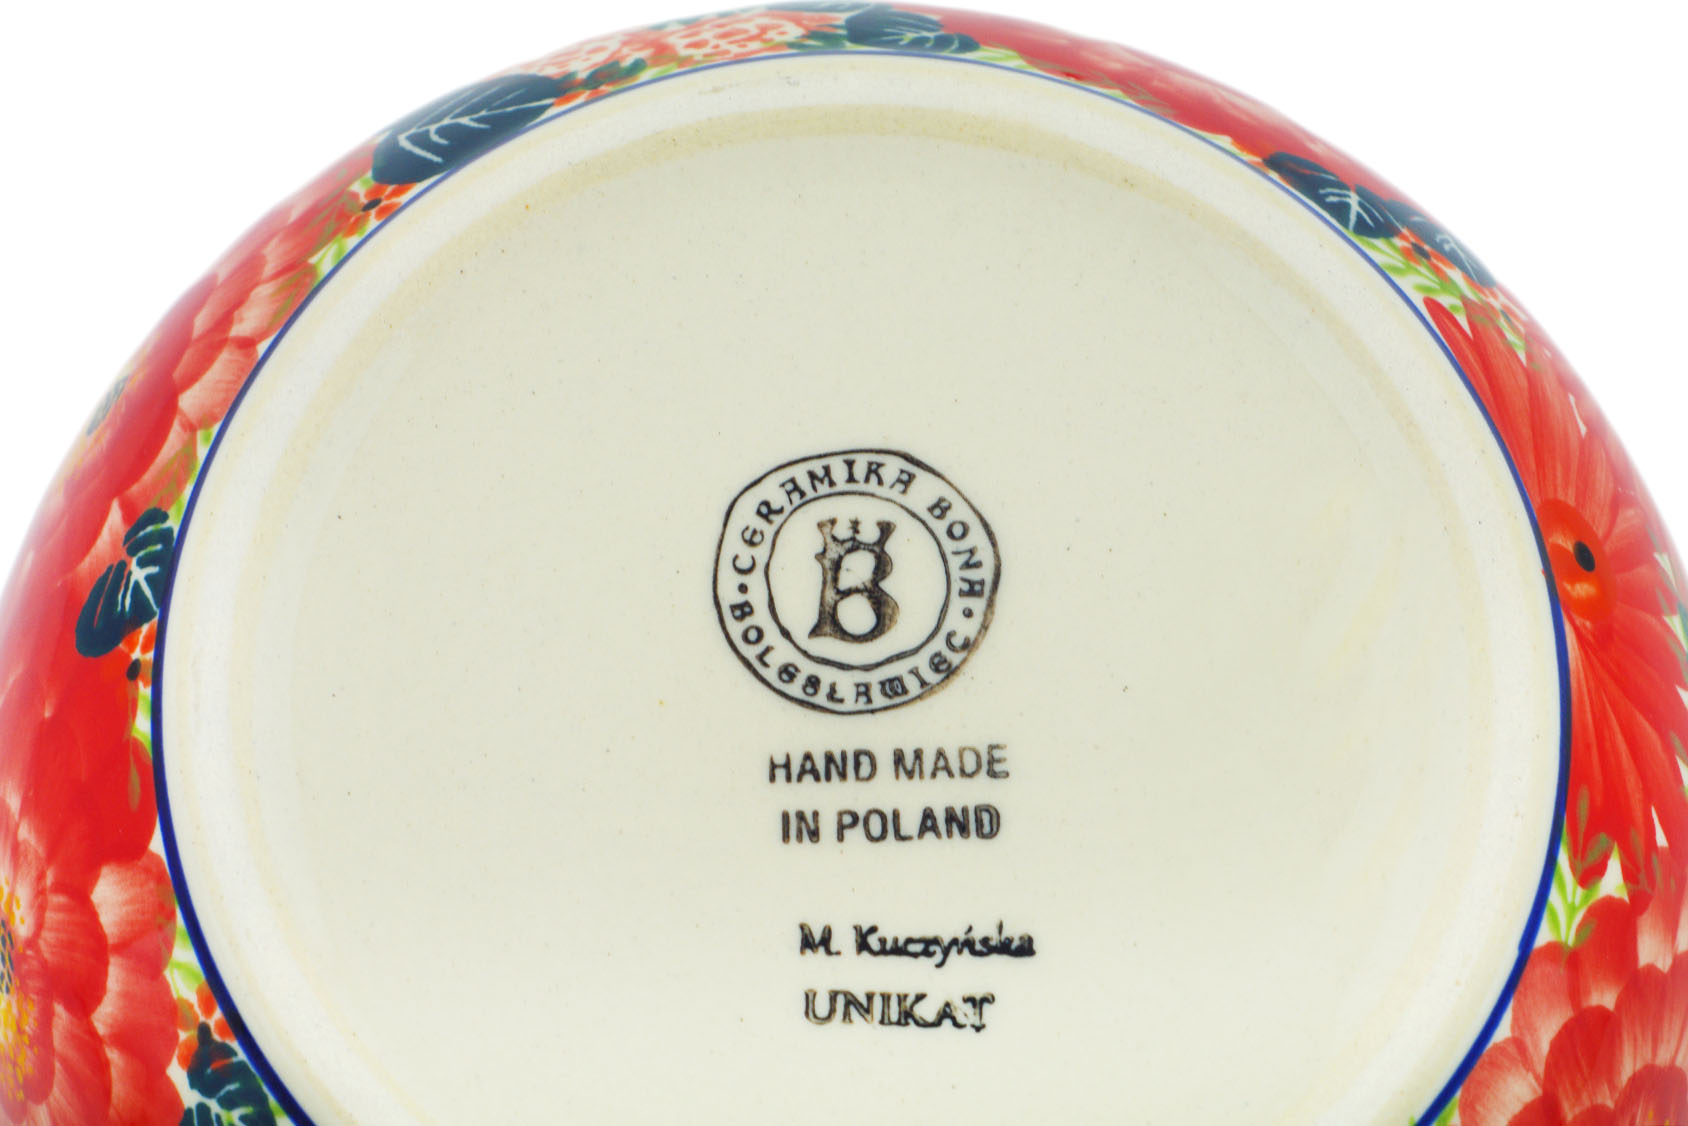 CERAMIKA BONA
• BOLESŁAWIEC •
B
HAND MADE
IN POLAND
M. Kuczyńska
UNIKAT